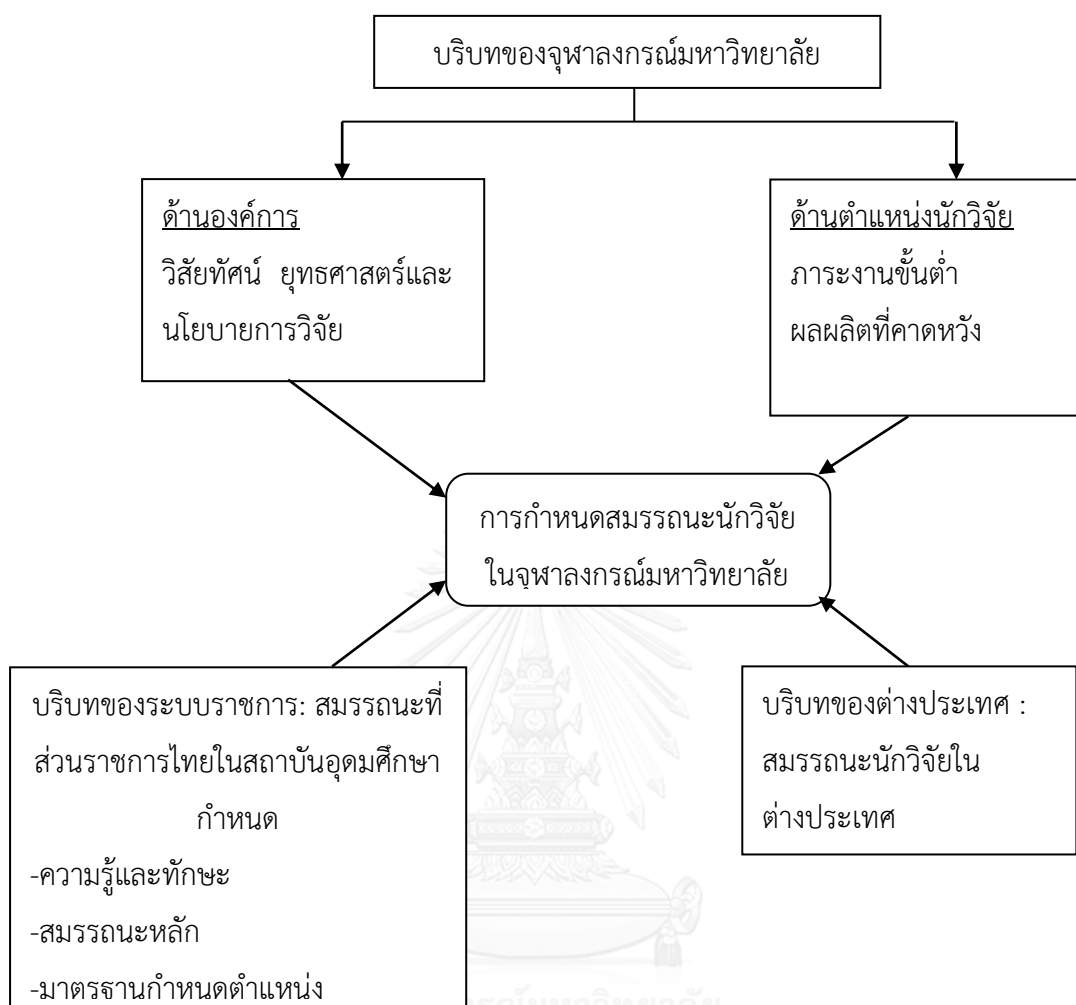 บริบทของจุฬาลงกรณ์มหาวิทยาลัย
ด้านองค์การ
วิสัยทัศน์ ยุทธศาสตร์และ
นโยบายการวิจัย
ด้านตำแหน่งนักวิจัย
ภาระงานขั้นต่ำ
ผลผลิตที่คาดหวัง
การกำหนดสมรรถนะนักวิจัย
ในจุฬาลงกรณ์มหาวิทยาลัย
บริบทของระบบราชการ: สมรรถนะที่
ส่วนราชการไทยในสถาบันอุดมศึกษา
กำหนด
-ความรู้และทักษะ
-สมรรถนะหลัก
-มาตรฐานกำหนดตำแหน่ง
บริบทของต่างประเทศ :
สมรรถนะนักวิจัยใน
ต่างประเทศ